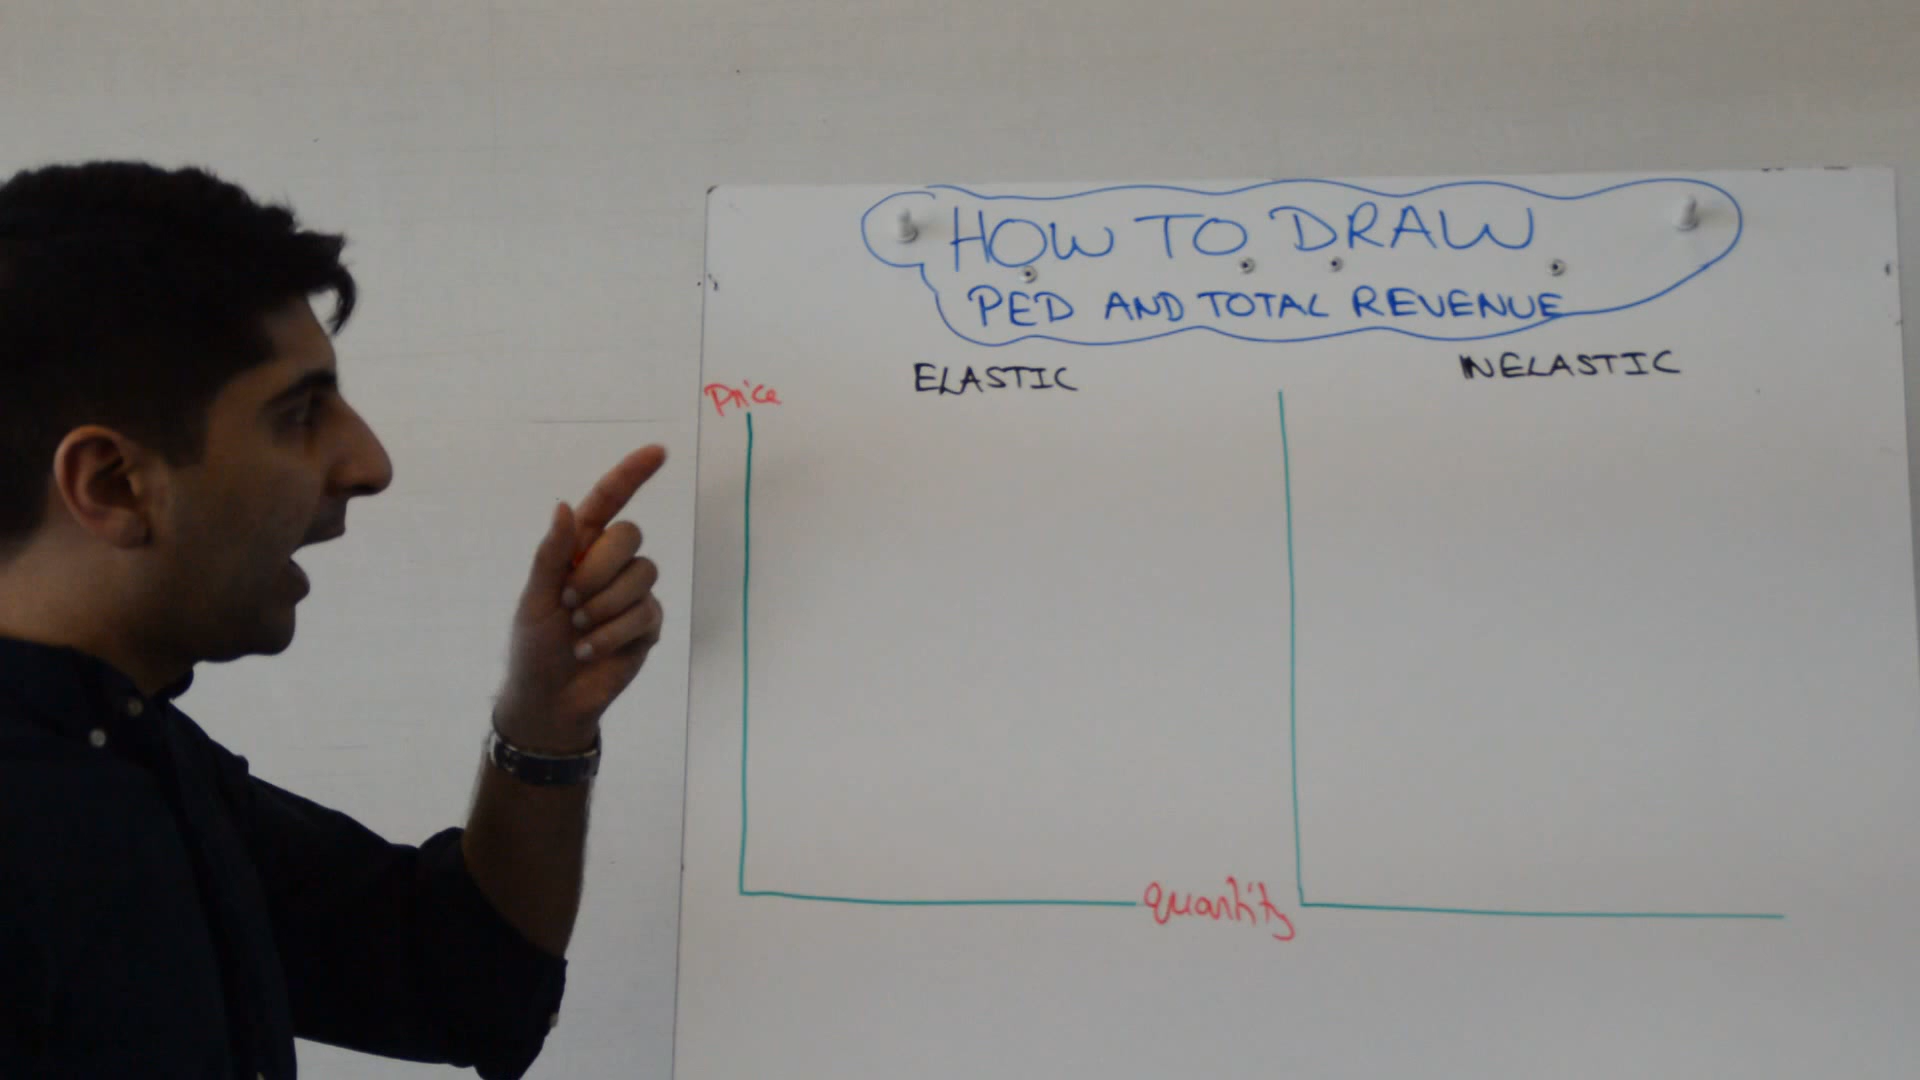 HOW TO DRAW
PED AND TOTAL REVENUE
ELASTIC
INELASTIC
Price
quantity